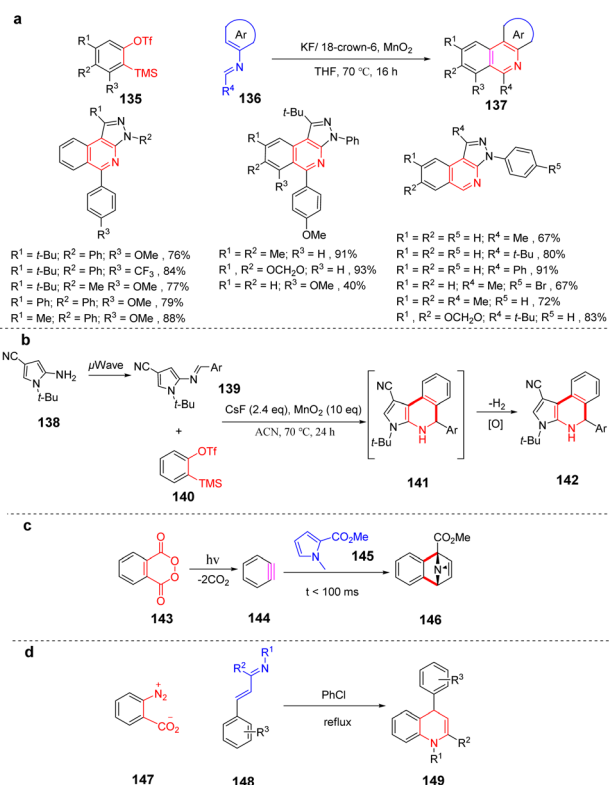 a
R¹ OTf
R² TMS
R³
135
Ar
N
R⁴
136
KF/ 18-crown-6, MnO₂
THF, 70 °C, 16 h
Ar
R¹
R² N
R³ R⁴
137
R¹
N
N R²
N
R³
t-Bu
R¹ N
N Ph
R² N
R³
OMe
R⁴
R¹ N
N
R² N
R⁵
R¹ = t-Bu; R² = Ph; R³ = OMe , 76%
R¹ = t-Bu; R² = Ph; R³ = CF₃ , 84%
R¹ = t-Bu; R² = Me R³ = OMe , 77%
R¹ = Ph; R² = Ph; R³ = OMe , 79%
R¹ = Me; R² = Ph; R³ = OMe , 88%
R¹ = R² = Me; R³ = H, 91%
R¹ , R² = OCH₂O; R³ = H , 93%
R¹ = R² = H; R³ = OMe , 40%
R¹ = R² = R⁵ = H; R⁴ = Me, 67%
R¹ = R² = R⁵ = H; R⁴ = t-Bu, 80%
R¹ = R² = R⁵ = H; R⁴ = Ph , 91%
R¹ = R² = H; R⁴ = Me; R⁵ = Br , 67%
R¹ = R² = R⁴ = Me; R⁵ = H , 72%
R¹ , R² = OCH₂O; R⁴ = t-Bu; R⁵ = H , 83%
b
NC
NH₂
N
t-Bu
138
µWave
NC
N Ar
N
t-Bu
139
+
OTf
TMS
140
CsF (2.4 eq), MnO₂ (10 eq)
ACN, 70 °C, 24 h
NC
N
t-Bu N
H
Ar
141
-H₂
[O]
NC
N
t-Bu N
H
Ar
142
c
O
O
O
O
143
hν
-2CO₂
144
CO₂Me
N
145
t < 100 ms
CO₂Me
N
146
d
+
N₂
CO₂ −
147
R¹
R² N
R³
148
PhCl
reflux
R³
N R²
R¹
149